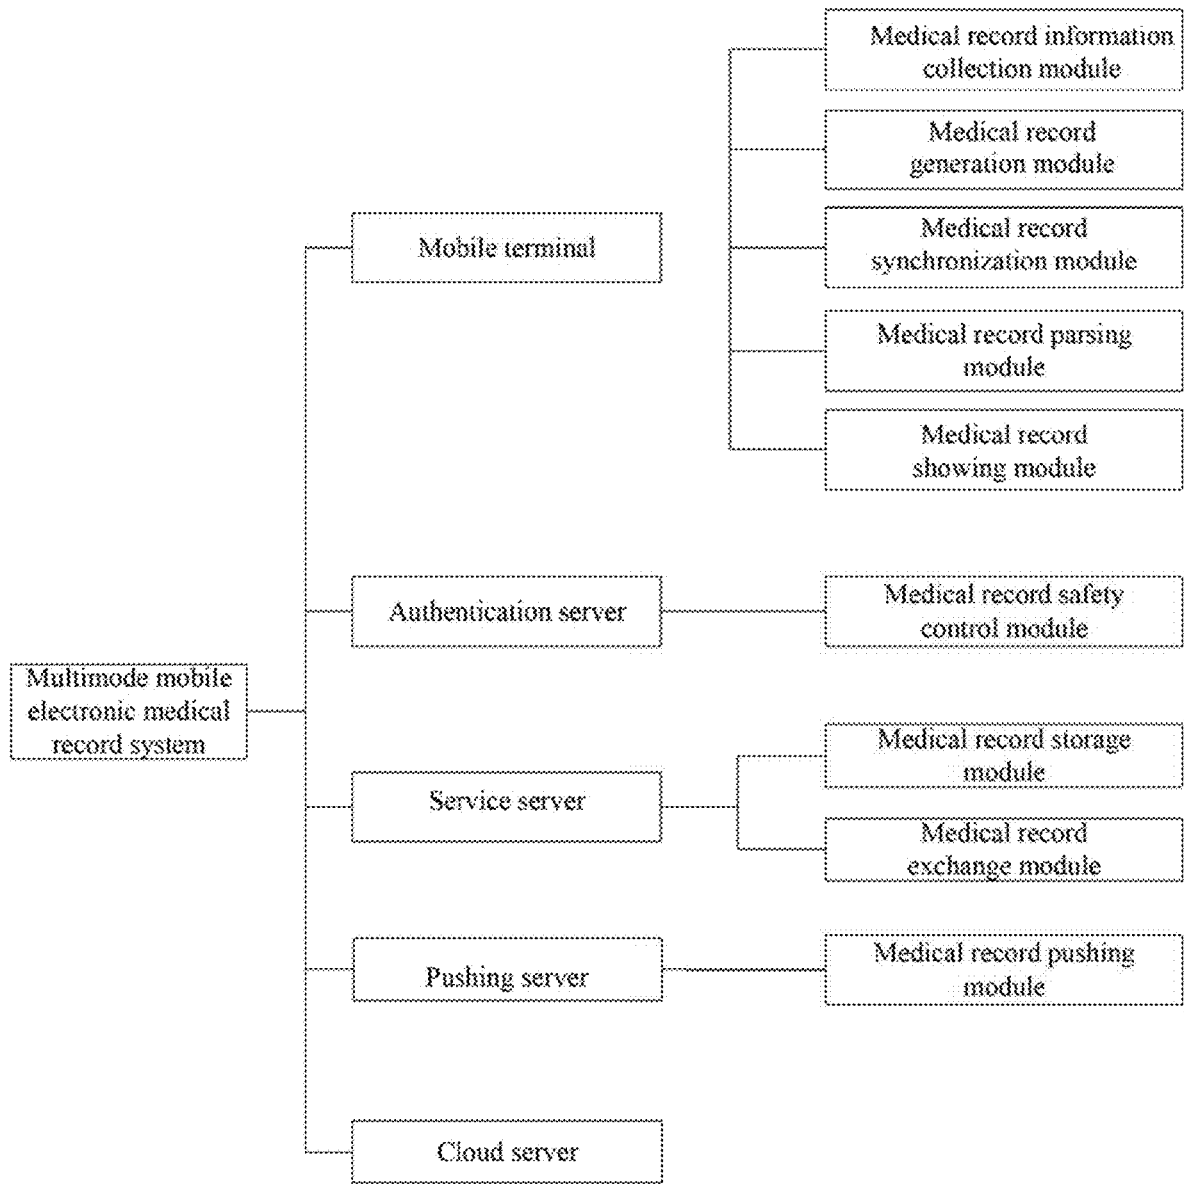 Medical record information
collection module
Medical record
generation module
Medical record
synchronization module
Medical record parsing
module
Medical record
showing module
Mobile terminal
Authentication server
Medical record safety
control module
Multimode mobile
electronic medical
record system
Medical record storage
module
Service server
Medical record
exchange module
Pushing server
Medical record pushing
module
Cloud server